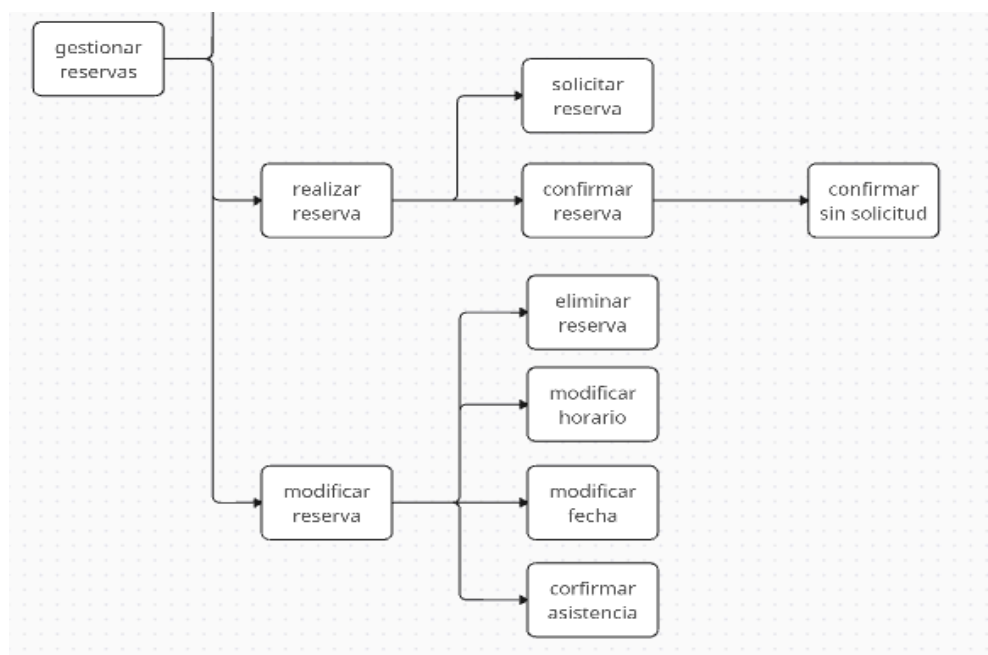 gestionar
reservas
solicitar
reserva
realizar
reserva
confirmar
reserva
confirmar
sin solicitud
eliminar
reserva
modificar
horario
modificar
reserva
modificar
fecha
corfirmar
asistencia